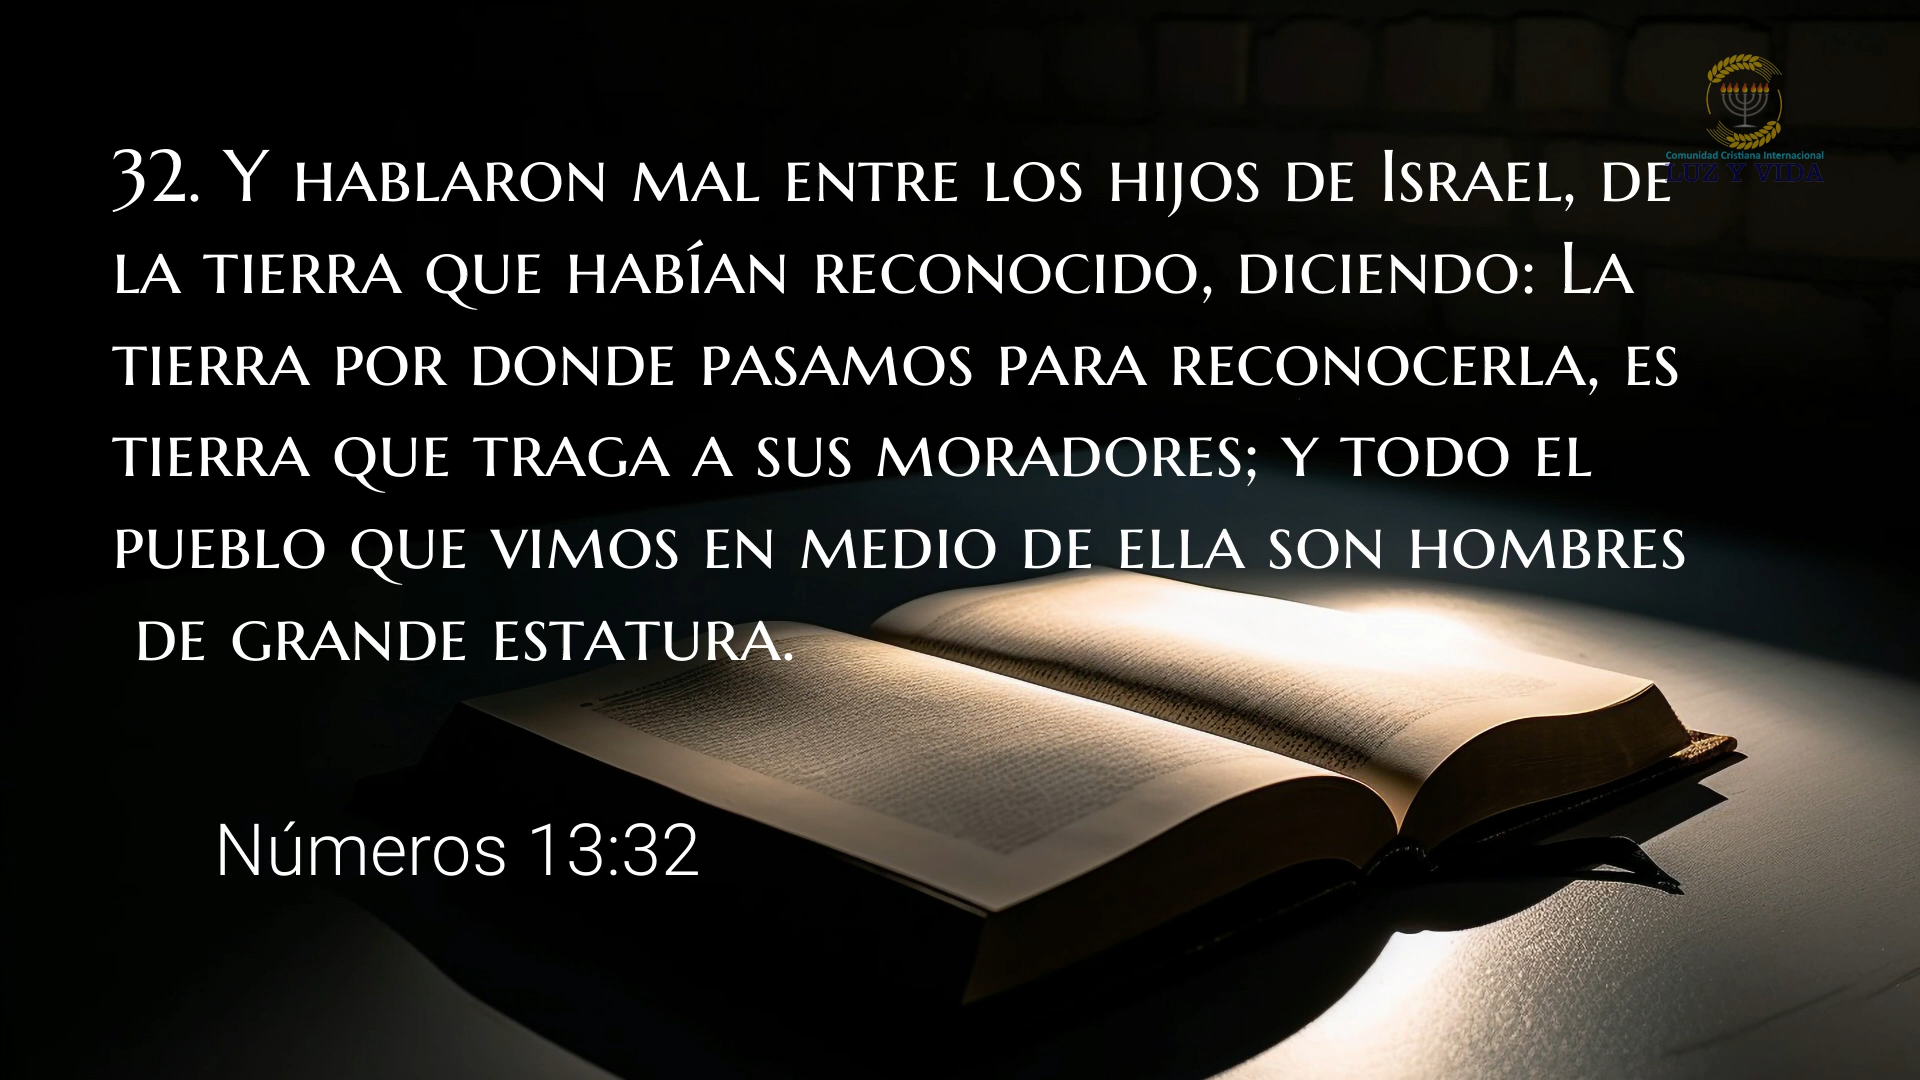 32. Y hablaron mal entre los hijos de Israel, de
la tierra que habían reconocido, diciendo: La
tierra por donde pasamos para reconocerla, es
tierra que traga a sus moradores; y todo el
pueblo que vimos en medio de ella son hombres
de grande estatura.
Números 13:32
Comunidad Cristiana Internacional
LUZ Y VIDA